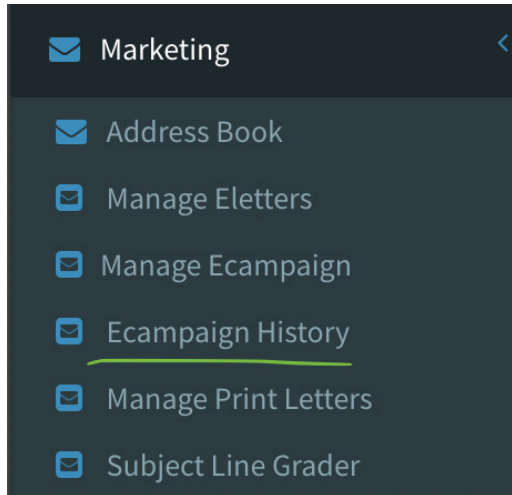 Marketing
Address Book
Manage Eletters
Manage Ecampaign
Ecampaign History
Manage Print Letters
Subject Line Grader